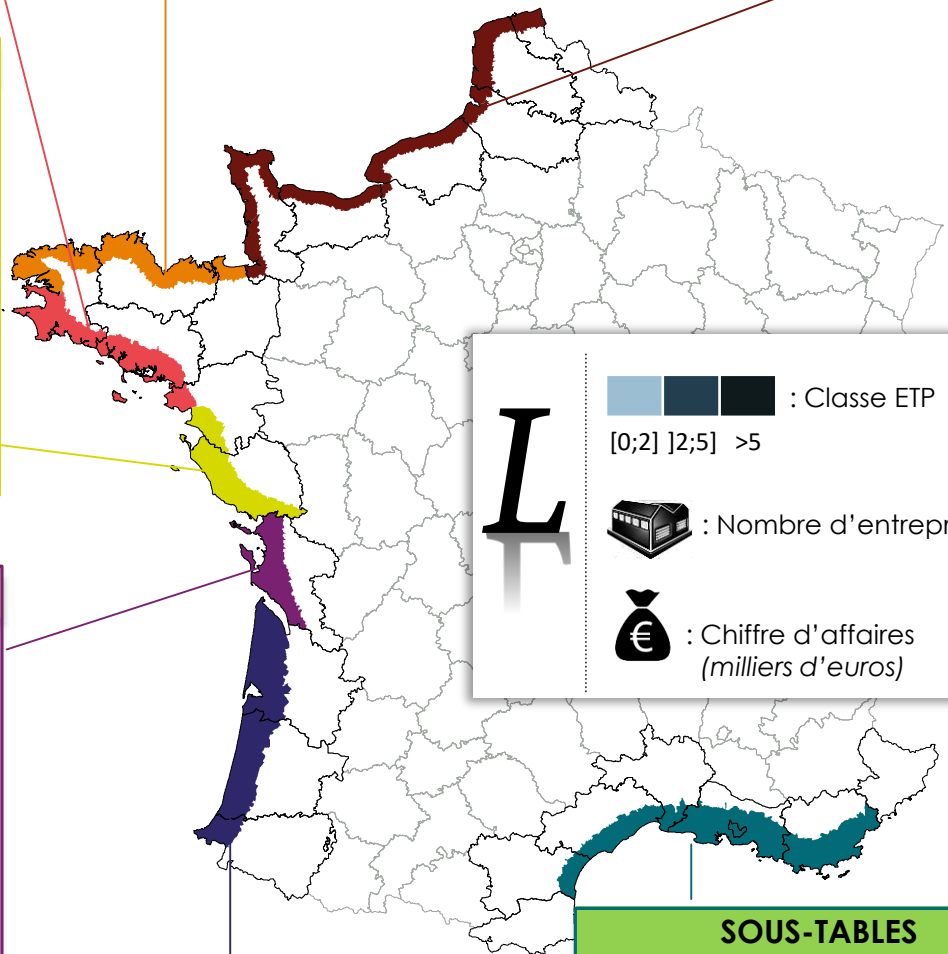 L
: Classe ETP
[0;2] ]2;5] >5
: Nombre d'entrepr
€
: Chiffre d'affaires
(milliers d'euros)
SOUS-TABLES